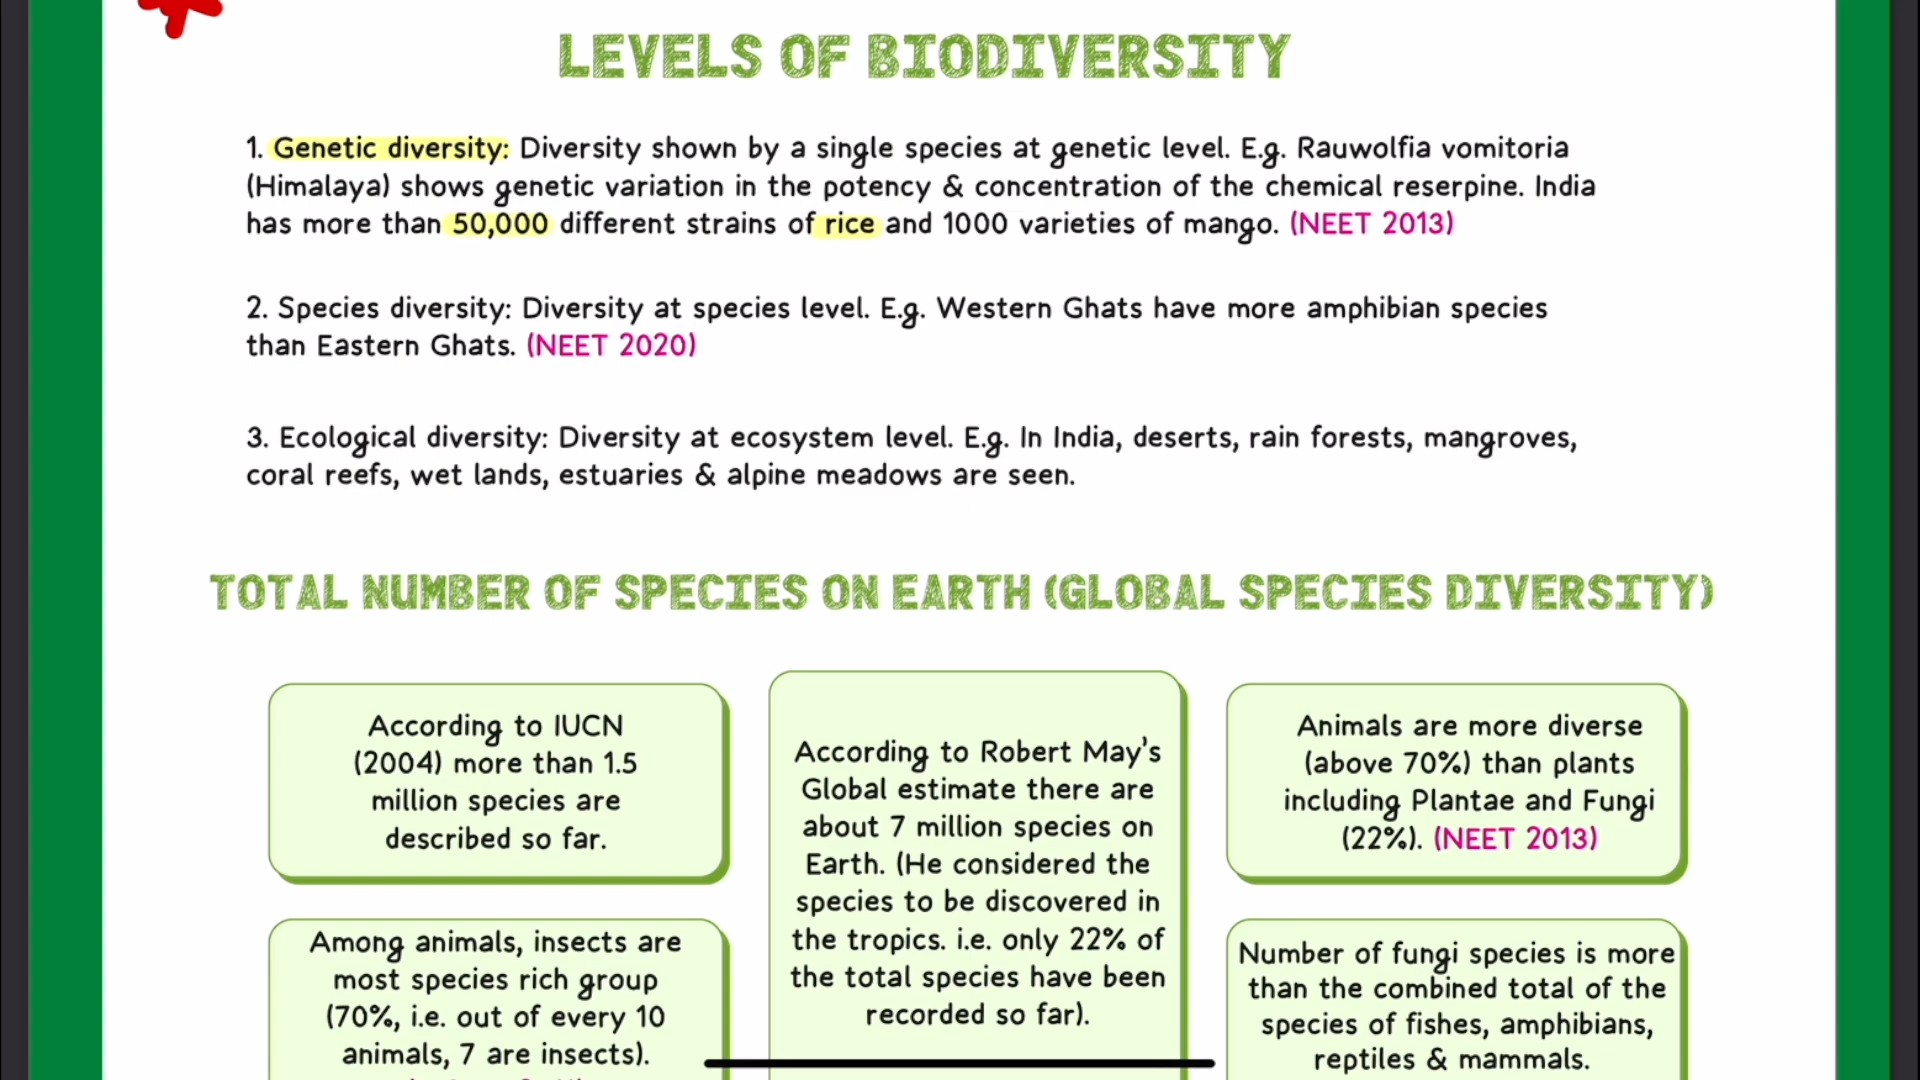 LEVELS OF BIODIVERSITY
1. Genetic diversity: Diversity shown by a single species at genetic level. E.g. Rauwolfia vomitoria
(Himalaya) shows genetic variation in the potency & concentration of the chemical reserpine. India
has more than 50,000 different strains of rice and 1000 varieties of mango. (NEET 2013)
2. Species diversity: Diversity at species level. E.g. Western Ghats have more amphibian species
than Eastern Ghats. (NEET 2020)
3. Ecological diversity: Diversity at ecosystem level. E.g. In India, deserts, rain forests, mangroves,
coral reefs, wet lands, estuaries & alpine meadows are seen.
TOTAL NUMBER OF SPECIES ON EARTH (GLOBAL SPECIES DIVERSITY)
According to IUCN
(2004) more than 1.5
million species are
described so far.
Among animals, insects are
most species rich group
(70%, i.e. out of every 10
animals, 7 are insects).
According to Robert May's
Global estimate there are
about 7 million species on
Earth. (He considered the
species to be discovered in
the tropics. i.e. only 22% of
the total species have been
recorded so far).
Animals are more diverse
(above 70%) than plants
including Plantae and Fungi
(22%). (NEET 2013)
Number of fungi species is more
than the combined total of the
species of fishes, amphibians,
reptiles & mammals.